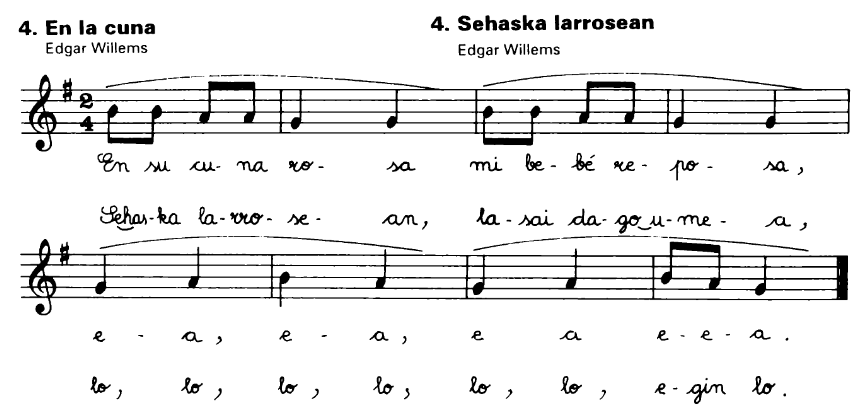 4. En la cuna
Edgar Willems
4. Sehaska larrosean
Edgar Willems
2
4
En su cu- na ro- sa mi be- bé re- po- sa,
Sehas-ka la-rro-se- an, la-sai da-go u-me- a,
e - a, e - a, e a e-e-a.
lo, lo, lo, lo, lo, lo, e-gin lo.